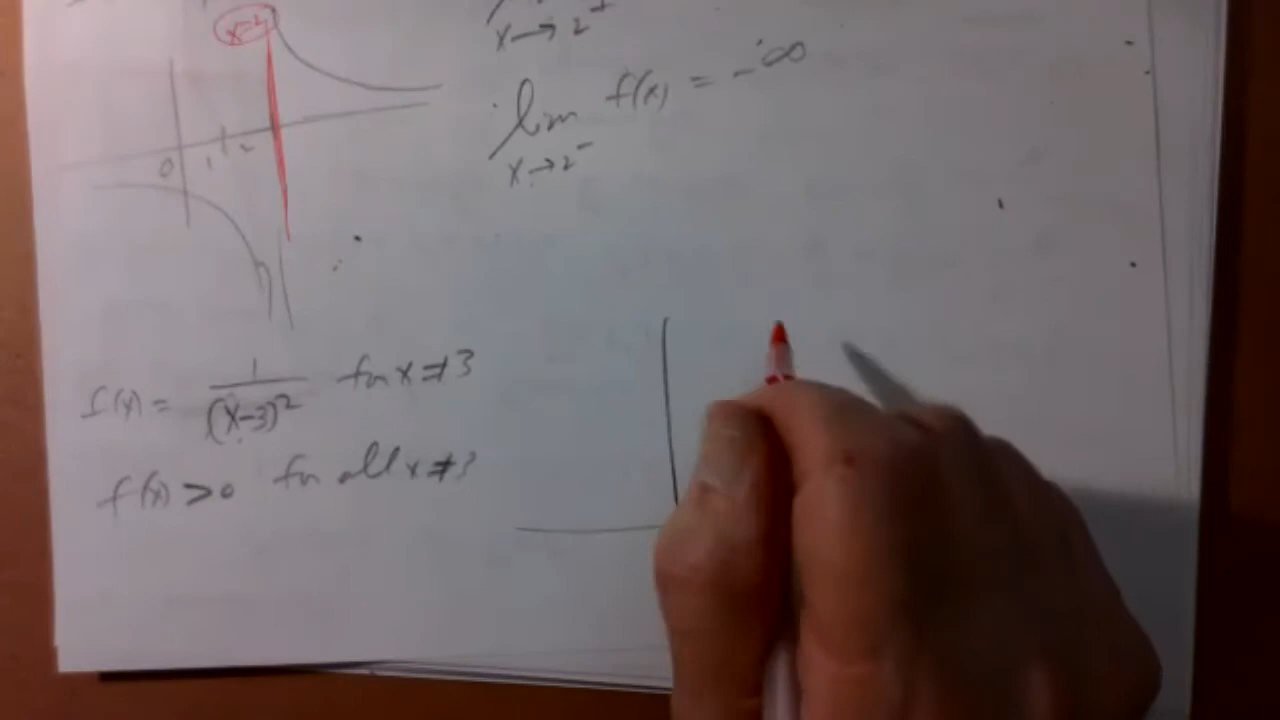 x=2
x→2⁺
lim f(x) = -∞
x→2⁻
0 1 2
f(x) = 1/(x-3)² for x≠3
f(x) > 0 for all x≠3